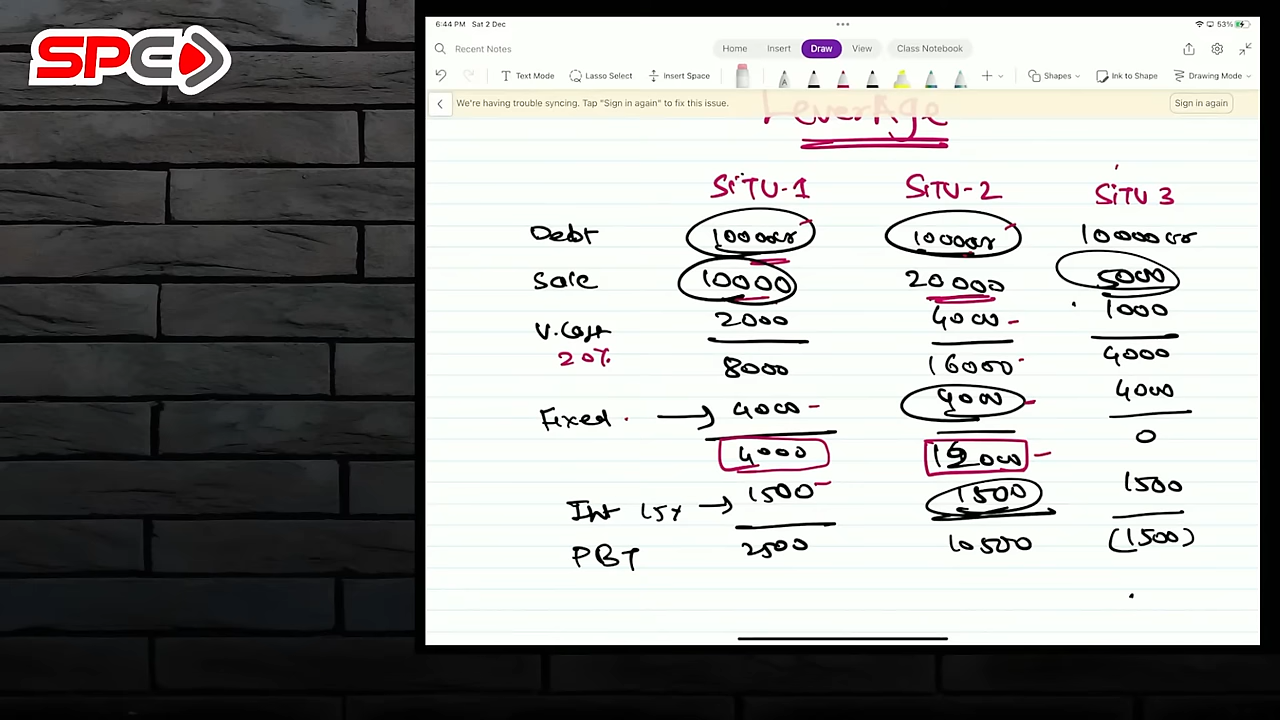 SPC
6:44 PM Sat 2 Dec
53%
Recent Notes
Home Insert Draw View Class Notebook
Text Mode Lasso Select Insert Space Shapes Ink to Shape Drawing Mode
We're having trouble syncing. Tap "Sign in again" to fix this issue. Sign in again
LeverAge
SiTU-1 SiTU-2 SiTU 3
Debt 10000cr 10000cr 10000cr
Sale 10000 20000 5000
V.Cost 2000 4000 1000
20%
8000 16000 4000
Fixed 4000 4000 4000
4000 12000 0
Int 15% 1500 1500 1500
PBT 2500 10500 (1500)